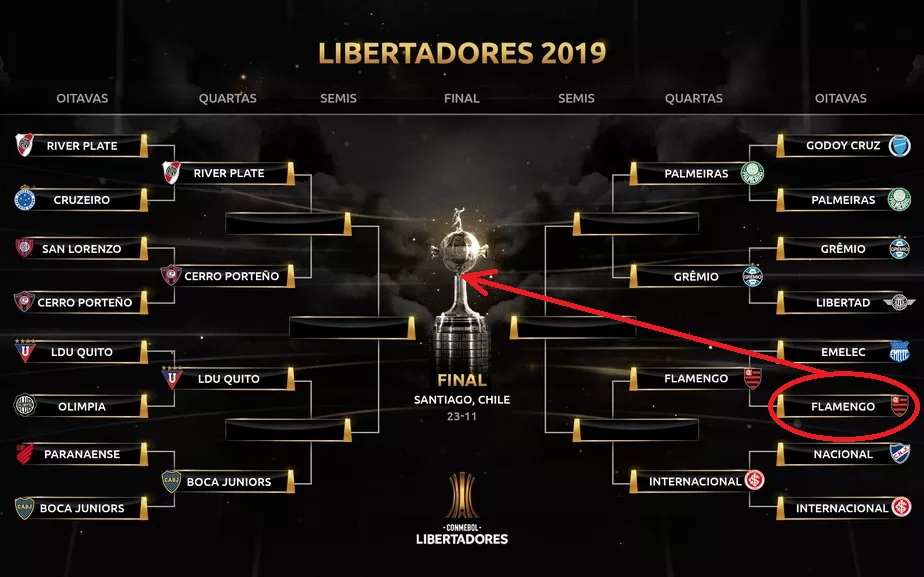 LIBERTADORES 2019
OITAVAS QUARTAS SEMIS FINAL SEMIS QUARTAS OITAVAS
RIVER PLATE
CRUZEIRO
SAN LORENZO
CERRO PORTEÑO
LDU QUITO
OLIMPIA
PARANAENSE
BOCA JUNIORS
RIVER PLATE
CERRO PORTEÑO
LDU QUITO
BOCA JUNIORS
FINAL
SANTIAGO, CHILE
23-11
·CONMEBOL·
LIBERTADORES
PALMEIRAS
GRÊMIO
FLAMENGO
INTERNACIONAL
GODOY CRUZ
PALMEIRAS
GRÊMIO
LIBERTAD
EMELEC
FLAMENGO
NACIONAL
INTERNACIONAL